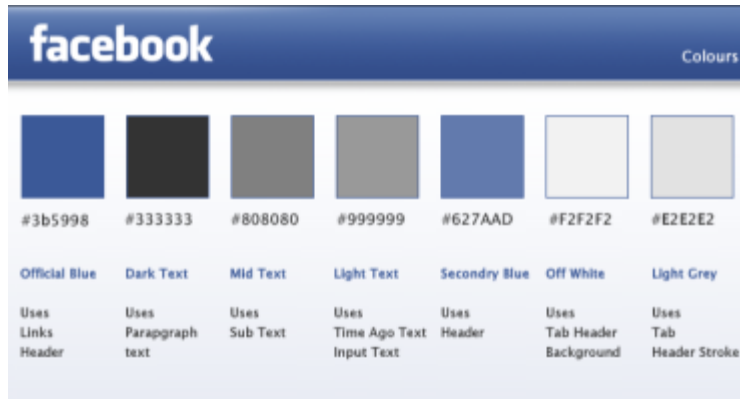 facebook
Colours
#3b5998 #333333 #808080 #999999 #627AAD #F2F2F2 #E2E2E2
Official Blue Dark Text Mid Text Light Text Secondry Blue Off White Light Grey
Uses Uses Uses Uses Uses Uses Uses
Links Parapgraph Sub Text Time Ago Text Header Tab Header Tab
Header text Input Text Background Header Stroke